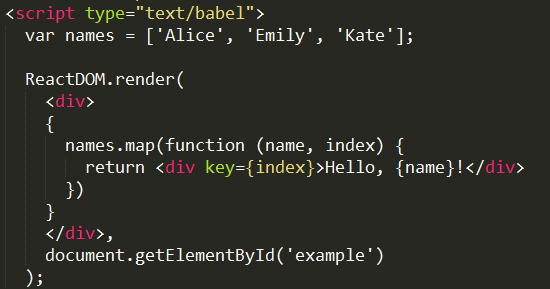 <script type="text/babel">
  var names = ['Alice', 'Emily', 'Kate'];

  ReactDOM.render(
    <div>
    {
      names.map(function (name, index) {
        return <div key={index}>Hello, {name}!</div>
      })
    }
    </div>,
    document.getElementById('example')
  );